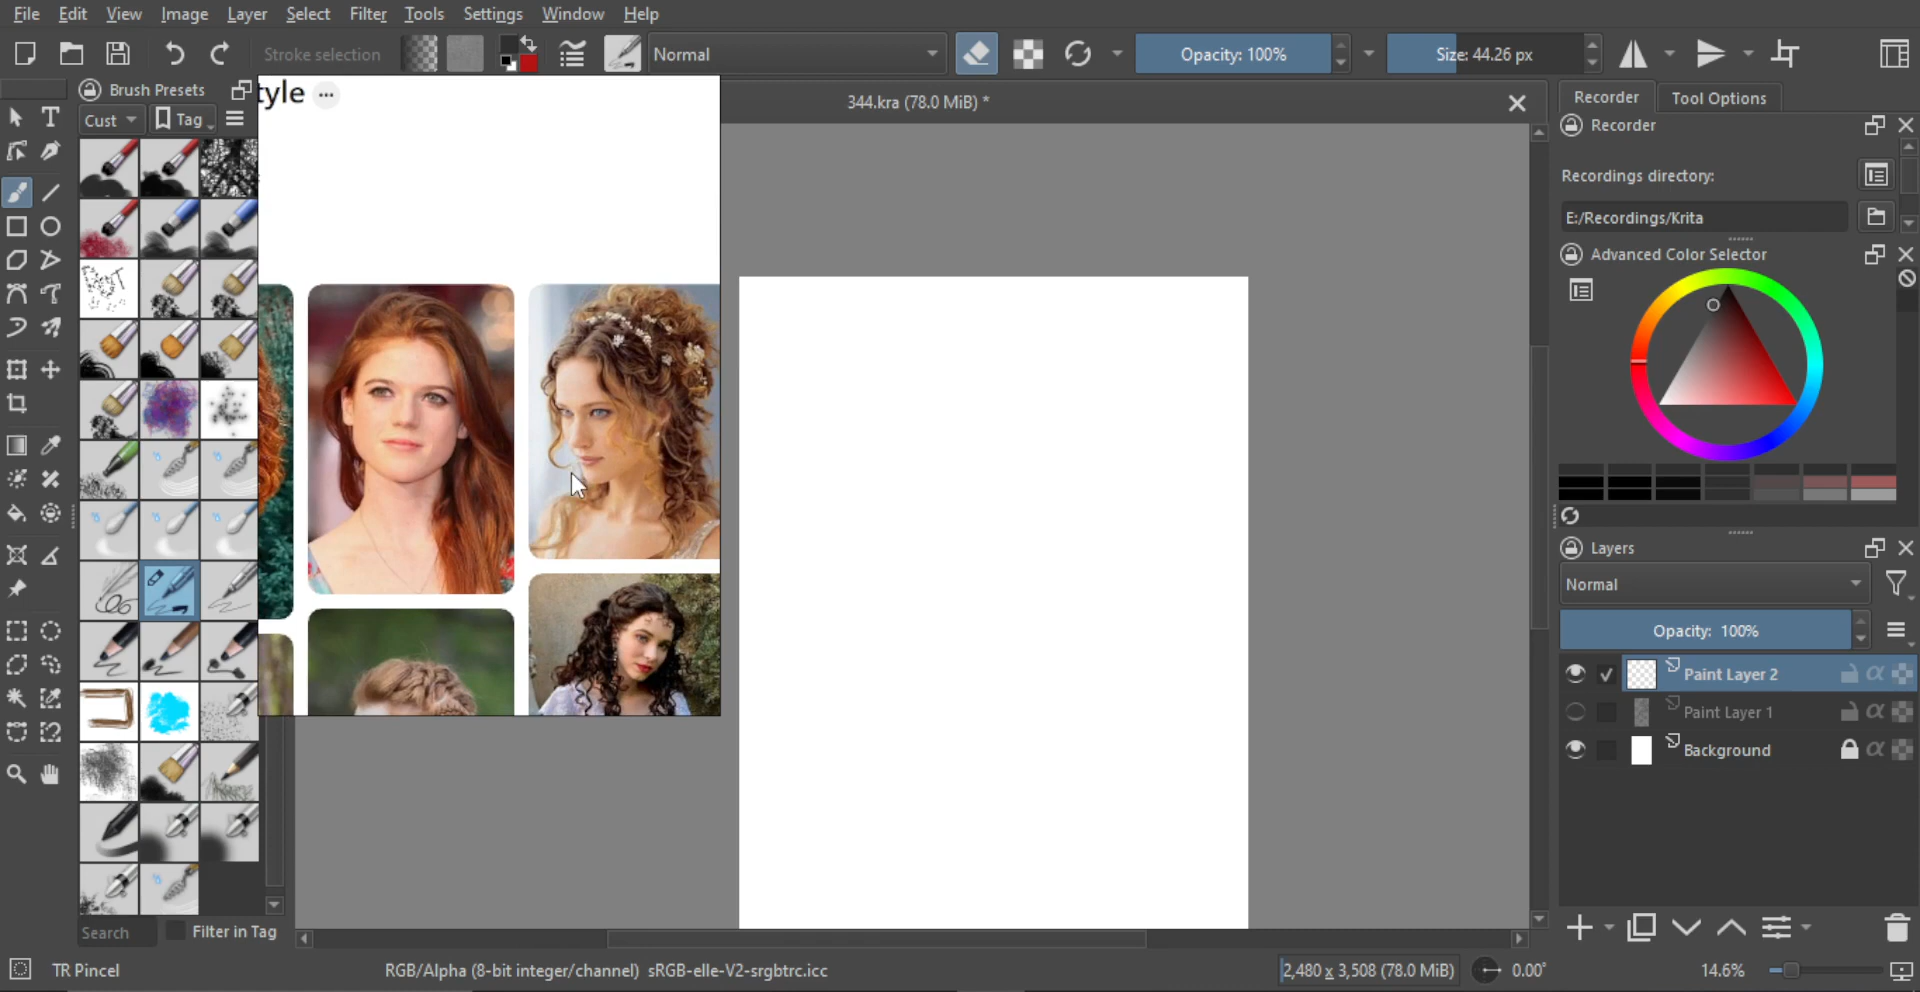 File Edit View Image Layer Select Filter Tools Settings Window Help
Stroke selection Normal Opacity: 100% Size: 44.26 px
Brush Presets
Cust Tag
tyle ...
344.kra (78.0 MiB) *
Recorder Tool Options
Recorder
Recordings directory:
E:/Recordings/Krita
Advanced Color Selector
Layers
Normal
Opacity: 100%
Paint Layer 2
Paint Layer 1
Background
Search Filter in Tag
TR Pincel RGB/Alpha (8-bit integer/channel) sRGB-elle-V2-srgbtrc.icc 2,480 x 3,508 (78.0 MiB) 0.00° 14.6%